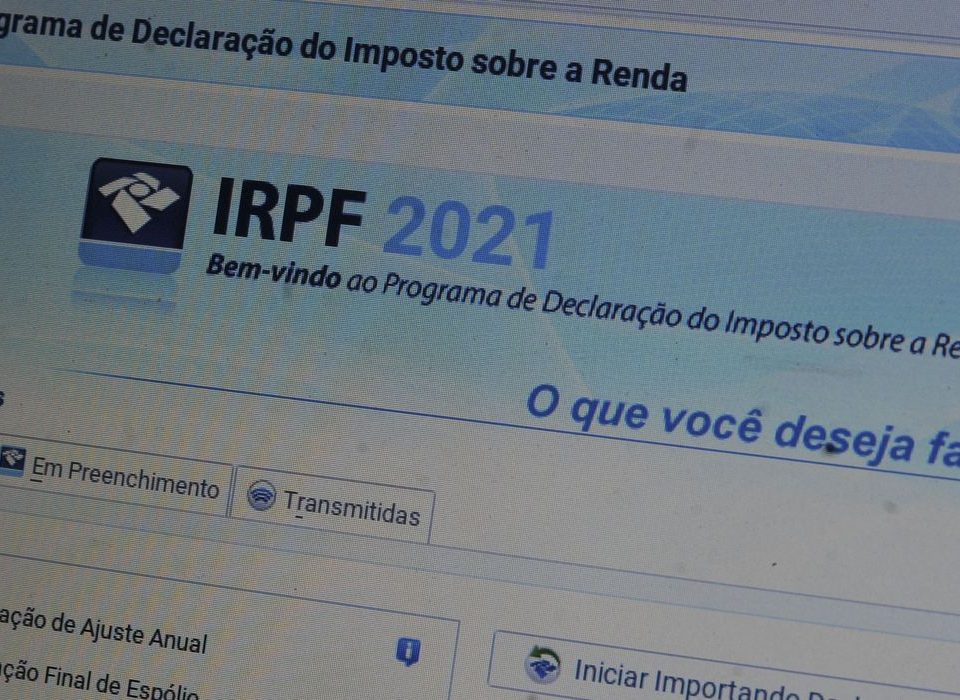 grama de Declaração do Imposto sobre a Renda
IRPF 2021
Bem-vindo ao Programa de Declaração do Imposto sobre a Re
O que você deseja fa
s
Em Preenchimento
Transmitidas
ação de Ajuste Anual
ção Final de Espólio
Iniciar Importando